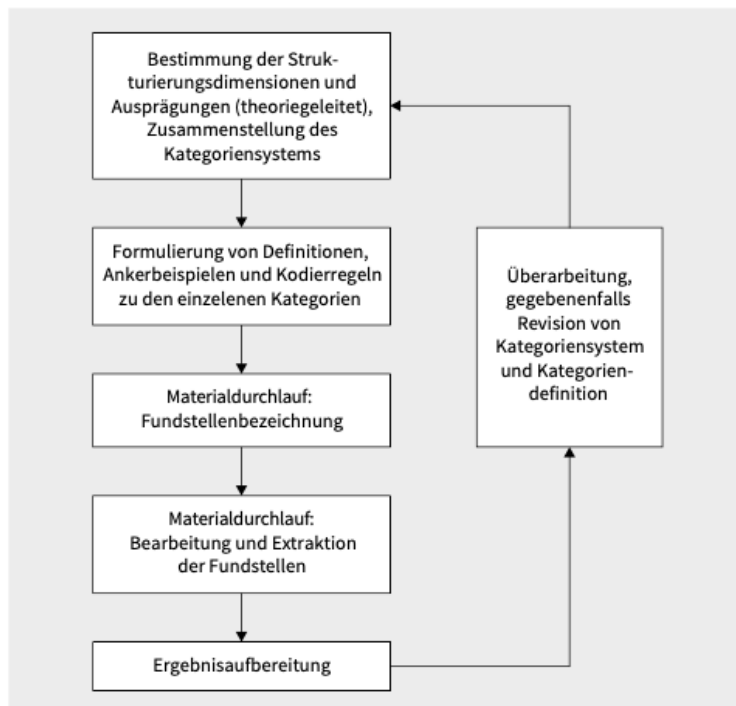 Bestimmung der Struk-
turierungsdimensionen und
Ausprägungen (theoriegeleitet),
Zusammenstellung des
Kategoriensystems
Formulierung von Definitionen,
Ankerbeispielen und Kodierregeln
zu den einzelenen Kategorien
Materialdurchlauf:
Fundstellenbezeichnung
Materialdurchlauf:
Bearbeitung und Extraktion
der Fundstellen
Ergebnisaufbereitung
Überarbeitung,
gegebenenfalls
Revision von
Kategoriensystem
und Kategorien-
definition